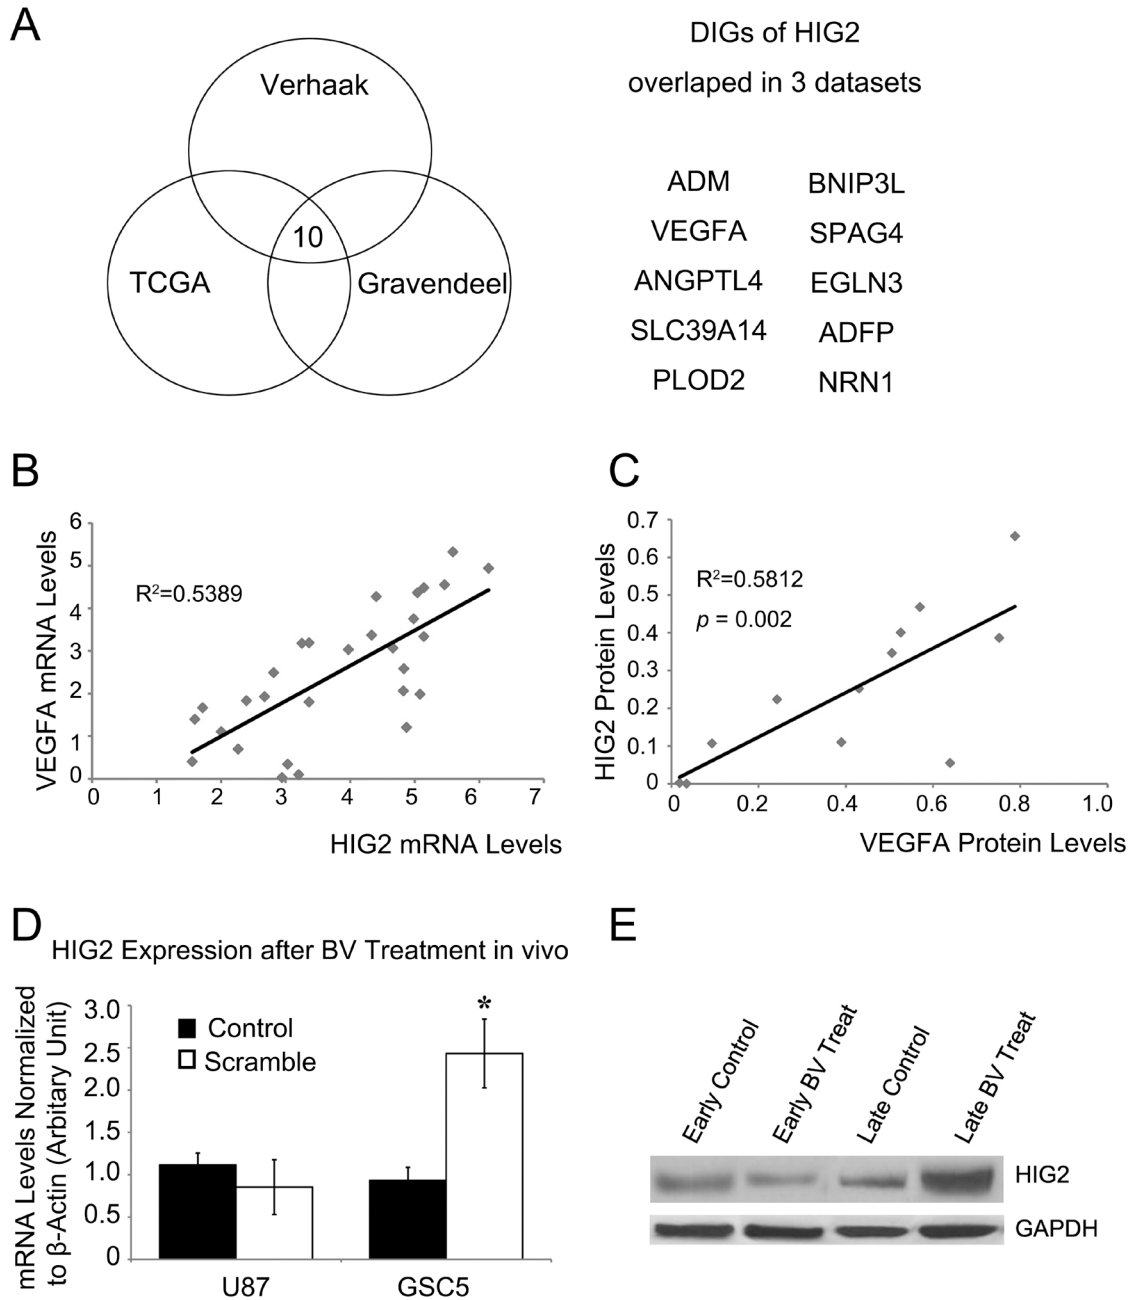 A
Verhaak
TCGA
10
Gravendeel
DIGs of HIG2
overlaped in 3 datasets
ADM BNIP3L
VEGFA SPAG4
ANGPTL4 EGLN3
SLC39A14 ADFP
PLOD2 NRN1
B
VEGFA mRNA Levels
6
5
4
3
2
1
0
R²=0.5389
0 1 2 3 4 5 6 7
HIG2 mRNA Levels
C
HIG2 Protein Levels
0.7
0.6
0.5
0.4
0.3
0.2
0.1
0
R²=0.5812
p = 0.002
0 0.2 0.4 0.6 0.8 1.0
VEGFA Protein Levels
D
HIG2 Expression after BV Treatment in vivo
mRNA Levels Normalized
to β-Actin (Arbitary Unit)
3.0
2.5
2.0
1.5
1.0
0.5
0
Control
Scramble
*
U87 GSC5
E
Early Control
Early BV Treat
Late Control
Late BV Treat
HIG2
GAPDH